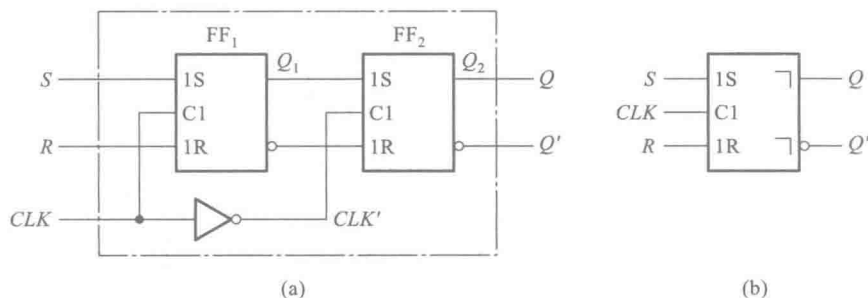 FF₁ FF₂
Q₁ Q₂
S 1S 1S Q
C1 C1
R 1R 1R Q'
CLK CLK'
(a)
S 1S ㄱ Q
CLK C1
R 1R ㄱ Q'
(b)